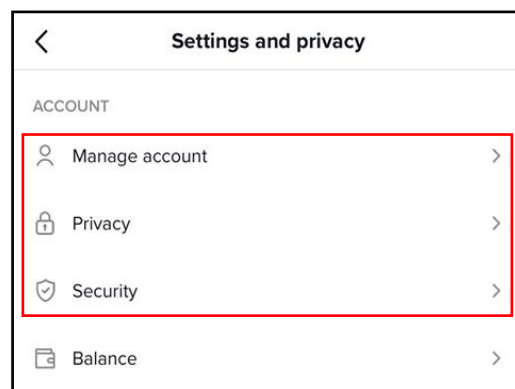 Settings and privacy
ACCOUNT
Manage account
Privacy
Security
Balance